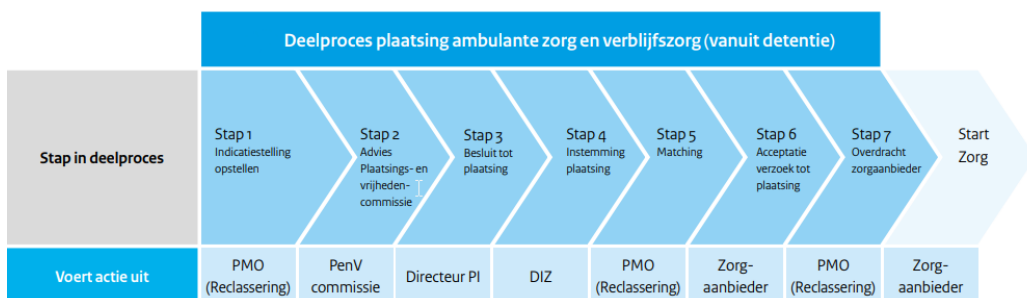 Deelproces plaatsing ambulante zorg en verblijfszorg (vanuit detentie)
Stap in deelproces
Stap 1
Indicatiestelling
opstellen
Stap 2
Advies
Plaatsings- en
vrijheden-
commissie
Stap 3
Besluit tot
plaatsing
Stap 4
Instemming
plaatsing
Stap 5
Matching
Stap 6
Acceptatie
verzoek tot
plaatsing
Stap 7
Overdracht
zorgaanbieder
Start
Zorg
Voert actie uit
PMO
(Reclassering)
PenV
commissie
Directeur PI
DIZ
PMO
(Reclassering)
Zorg-
aanbieder
PMO
(Reclassering)
Zorg-
aanbieder